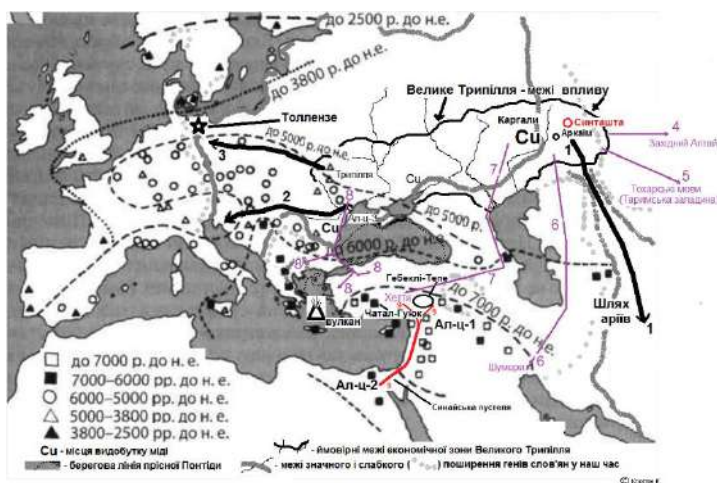 до 2500 р. до н.е.
до 3800 р. до н.е.
Велике Трипілля - межі впливу
Каргали
Синташта
Толлензе
Cu
Аркаїм
1
4
Західний Алтай
до 5000 р. до н.е.
3
7
5
Трипілля
Тохарські мови
(Таримська западина)
Cu
8
2
Ал-ц-3
6
Cu
до 5000 р.
до 6000 р. до н.е.
8
8
8
7
Гебеклі-Тепе
Хетти
до 7000 р. до н.е.
Шлях
аріїв
1
вулкан
Чатал-Гуюк
Ал-ц-1
6
Шумери
до 7000 р. до н.е.
7000–6000 рр. до н.е.
Ал-ц-2
6000–5000 рр. до н.е.
Синайська пустеля
5000–3800 рр. до н.е.
3800–2500 рр. до н.е.
Cu - місця видобутку міді
- ймовірні межі економічної зони Великого Трипілля
- берегова лінія прісної Понтиди
- межі значного і слабкого ( ) поширення генів слов'ян у наш час
©